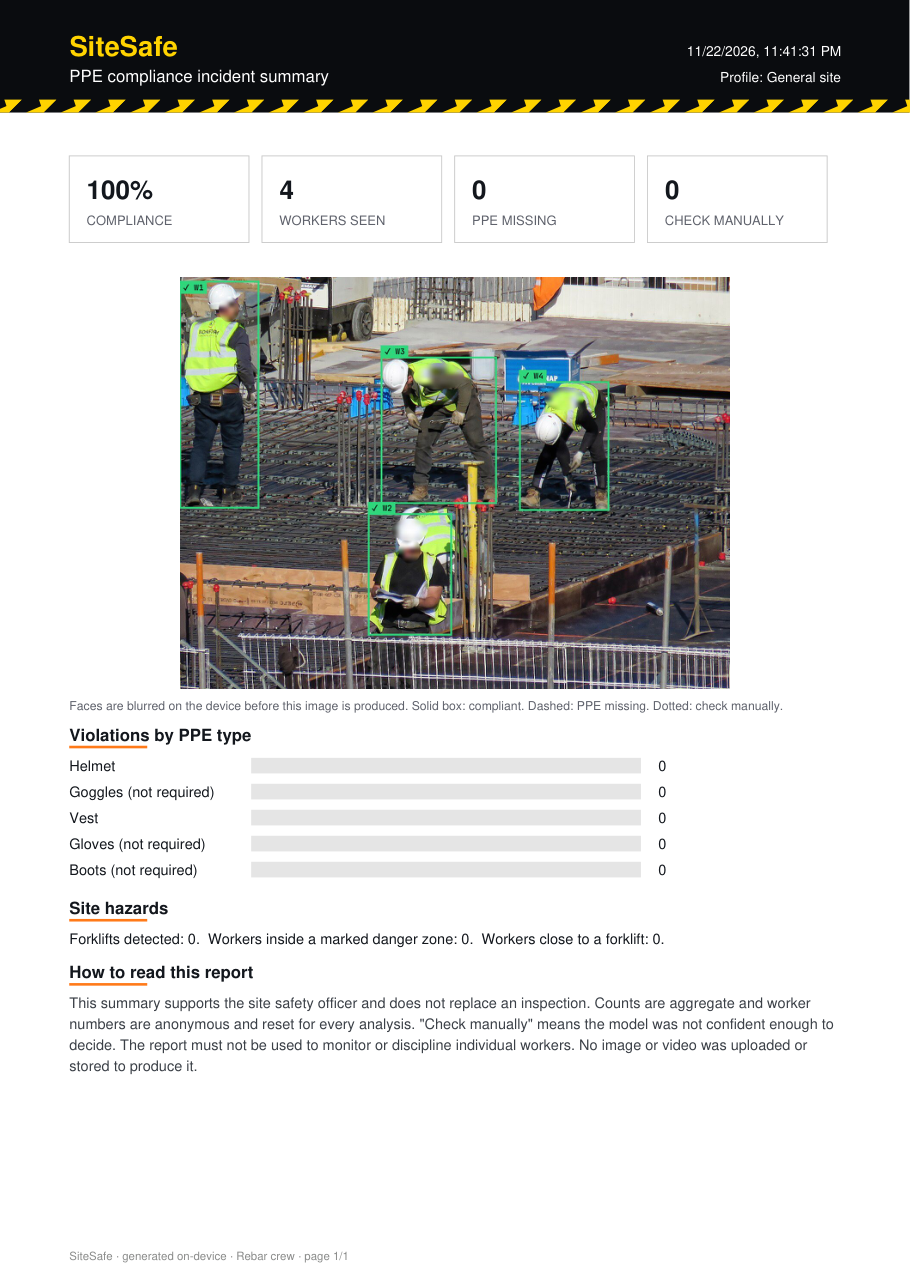 SiteSafe
11/22/2026, 11:41:31 PM
PPE compliance incident summary
Profile: General site
100%
COMPLIANCE
4
WORKERS SEEN
0
PPE MISSING
0
CHECK MANUALLY
✓ W1
✓ W3
✓ W4
✓ W2
Faces are blurred on the device before this image is produced. Solid box: compliant. Dashed: PPE missing. Dotted: check manually.
Violations by PPE type
Helmet 0
Goggles (not required) 0
Vest 0
Gloves (not required) 0
Boots (not required) 0
Site hazards
Forklifts detected: 0. Workers inside a marked danger zone: 0. Workers close to a forklift: 0.
How to read this report
This summary supports the site safety officer and does not replace an inspection. Counts are aggregate and worker
numbers are anonymous and reset for every analysis. "Check manually" means the model was not confident enough to
decide. The report must not be used to monitor or discipline individual workers. No image or video was uploaded or
stored to produce it.
SiteSafe · generated on-device · Rebar crew · page 1/1